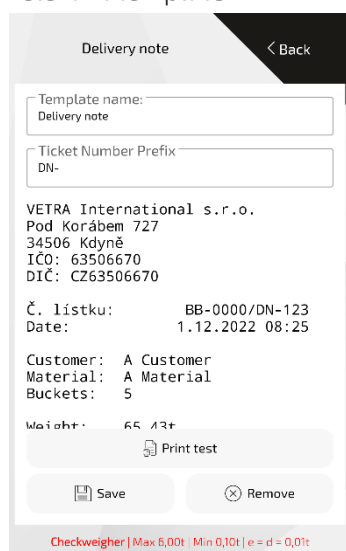 Delivery note
< Back
Template name:
Delivery note
Ticket Number Prefix
DN-
VETRA International s.r.o.
Pod Korábem 727
34506 Kdyně
IČO: 63506670
DIČ: CZ63506670
Č. lístku: BB-0000/DN-123
Date: 1.12.2022 08:25
Customer: A Customer
Material: A Material
Buckets: 5
Weight: 65,43t
Print test
Save
Remove
Checkweigher | Max 6,00t | Min 0,10t | e = d = 0,01t